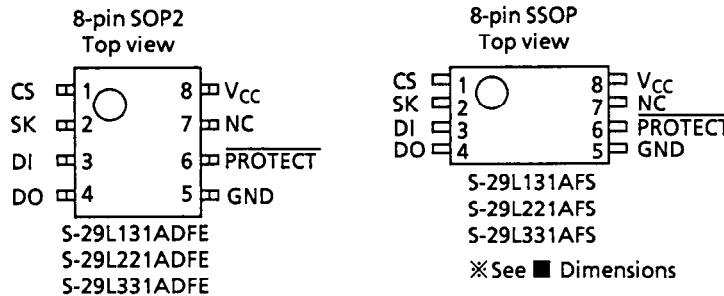 8-pin SOP2
Top view
CS 1 8 VCC
SK 2 7 NC
DI 3 6 PROTECT
DO 4 5 GND
S-29L131ADFE
S-29L221ADFE
S-29L331ADFE
8-pin SSOP
Top view
CS 1 8 VCC
SK 2 7 NC
DI 3 6 PROTECT
DO 4 5 GND
S-29L131AFS
S-29L221AFS
S-29L331AFS
※See ■ Dimensions